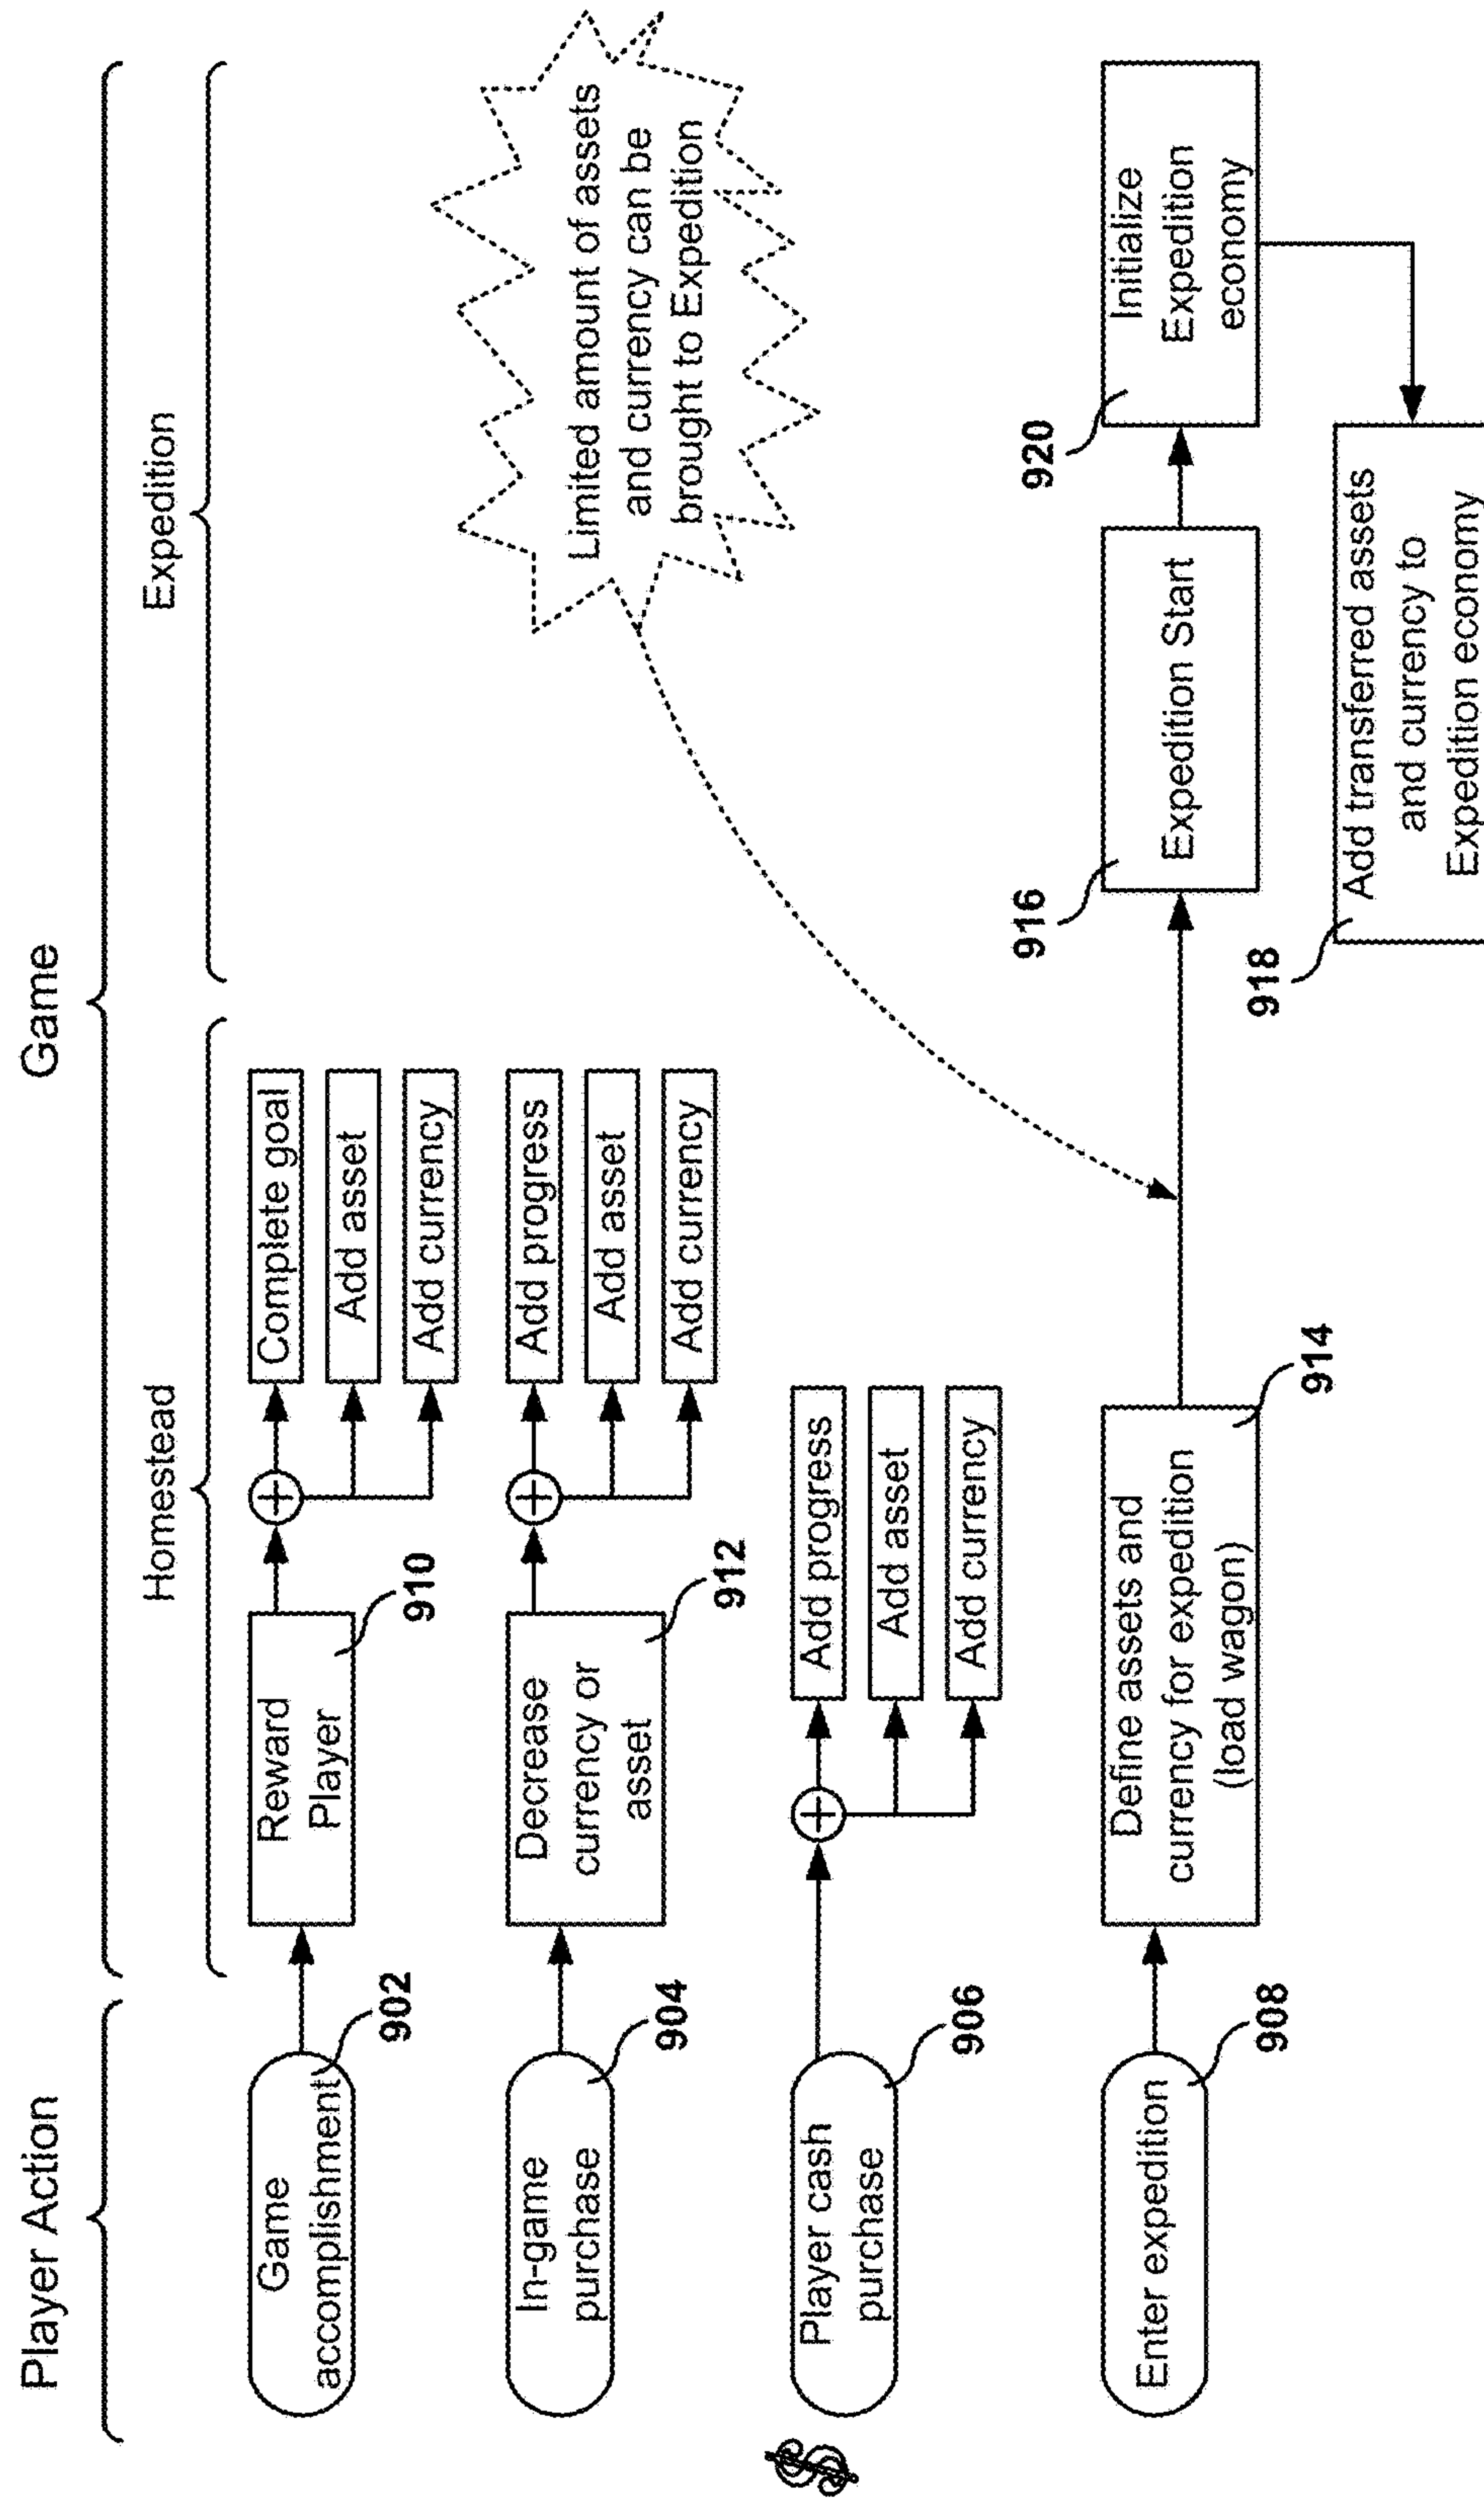 Player Action
Game
Homestead
Expedition
Game
accomplishment
902
Reward
Player
910
Complete goal
Add asset
Add currency
In-game
purchase
904
Decrease
currency or
asset
912
Add progress
Add asset
Add currency
Limited amount of assets
and currency can be
brought to Expedition
$
Player cash
purchase
906
Add progress
Add asset
Add currency
Enter expedition
908
Define assets and
currency for expedition
(load wagon)
914
916
Expedition Start
920
Initialize
Expedition
economy
918
Add transferred assets
and currency to
Expedition economy